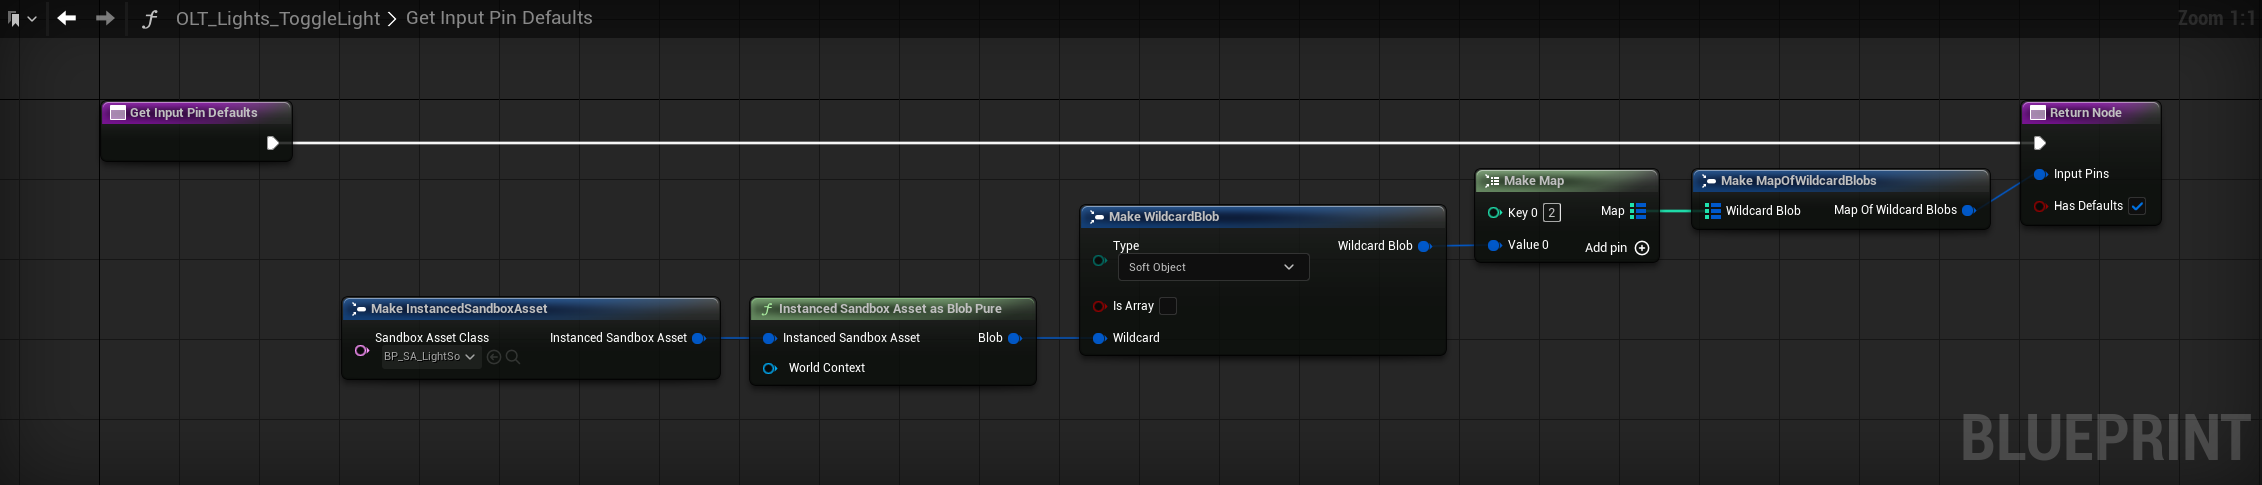 OLT_Lights_ToggleLight > Get Input Pin Defaults
Zoom 1:1
Get Input Pin Defaults
Return Node
Input Pins
Has Defaults
Make Map
Key 0 2 Map
Value 0 Add pin
Make MapOfWildcardBlobs
Wildcard Blob Map Of Wildcard Blobs
Make WildcardBlob
Type Wildcard Blob
Soft Object
Is Array
Wildcard
Make InstancedSandboxAsset
Sandbox Asset Class Instanced Sandbox Asset
BP_SA_LightSo
Instanced Sandbox Asset as Blob Pure
Instanced Sandbox Asset Blob
World Context
BLUEPRINT